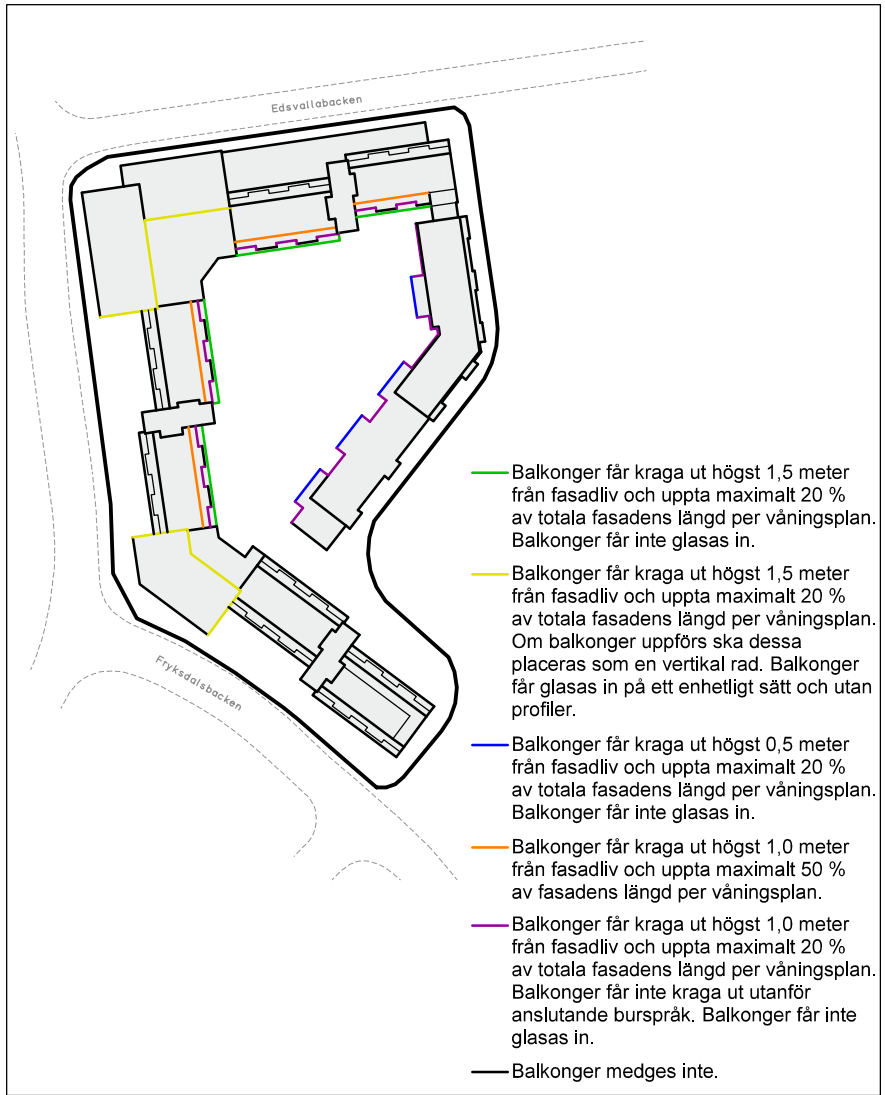 Edsvallabacken
Fryksdalsbacken
Balkonger får kraga ut högst 1,5 meter
från fasadliv och uppta maximalt 20 %
av totala fasadens längd per våningsplan.
Balkonger får inte glasas in.
Balkonger får kraga ut högst 1,5 meter
från fasadliv och uppta maximalt 20 %
av totala fasadens längd per våningsplan.
Om balkonger uppförs ska dessa
placeras som en vertikal rad. Balkonger
får glasas in på ett enhetligt sätt och utan
profiler.
Balkonger får kraga ut högst 0,5 meter
från fasadliv och uppta maximalt 20 %
av totala fasadens längd per våningsplan.
Balkonger får inte glasas in.
Balkonger får kraga ut högst 1,0 meter
från fasadliv och uppta maximalt 50 %
av fasadens längd per våningsplan.
Balkonger får kraga ut högst 1,0 meter
från fasadliv och uppta maximalt 20 %
av totala fasadens längd per våningsplan.
Balkonger får inte kraga ut utanför
anslutande burspråk. Balkonger får inte
glasas in.
Balkonger medges inte.